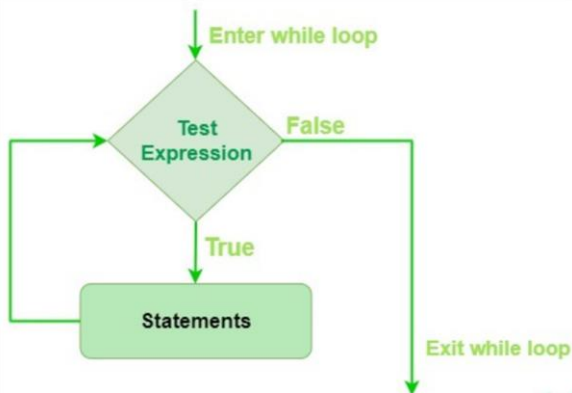 Enter while loop
Test
Expression
False
True
Statements
Exit while loop